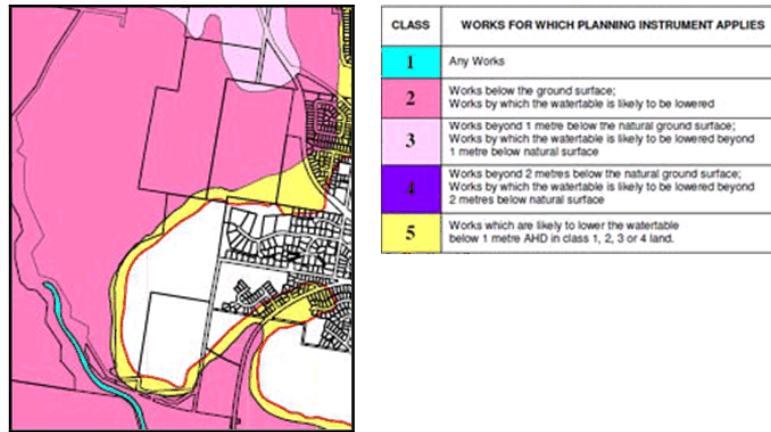 CLASS WORKS FOR WHICH PLANNING INSTRUMENT APPLIES
1 Any Works
2 Works below the ground surface;
Works by which the watertable is likely to be lowered
3 Works beyond 1 metre below the natural ground surface;
Works by which the watertable is likely to be lowered beyond
1 metre below natural surface
4 Works beyond 2 metres below the natural ground surface;
Works by which the watertable is likely to be lowered beyond
2 metres below natural surface
5 Works which are likely to lower the watertable
below 1 metre AHD in class 1, 2, 3 or 4 land.